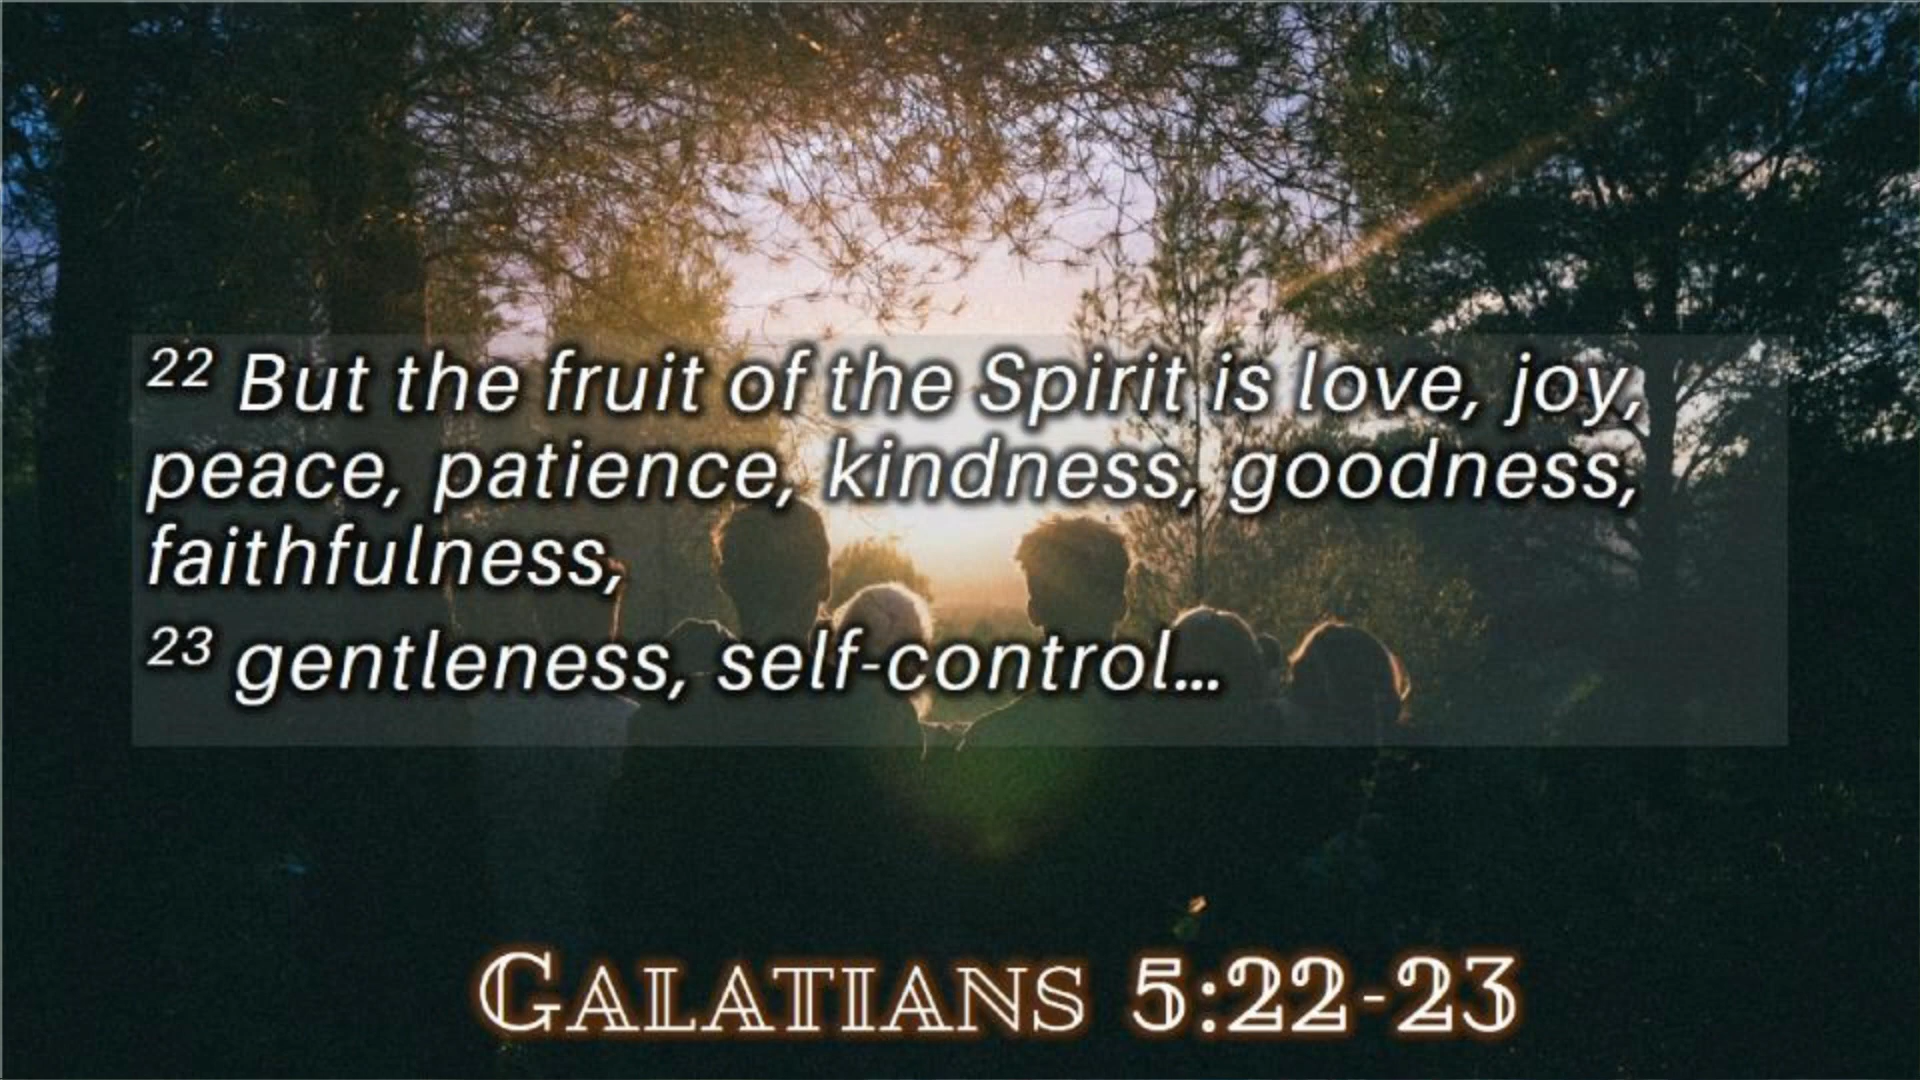 22 But the fruit of the Spirit is love, joy,
peace, patience, kindness, goodness,
faithfulness,
23 gentleness, self-control…
GALATIANS 5:22-23